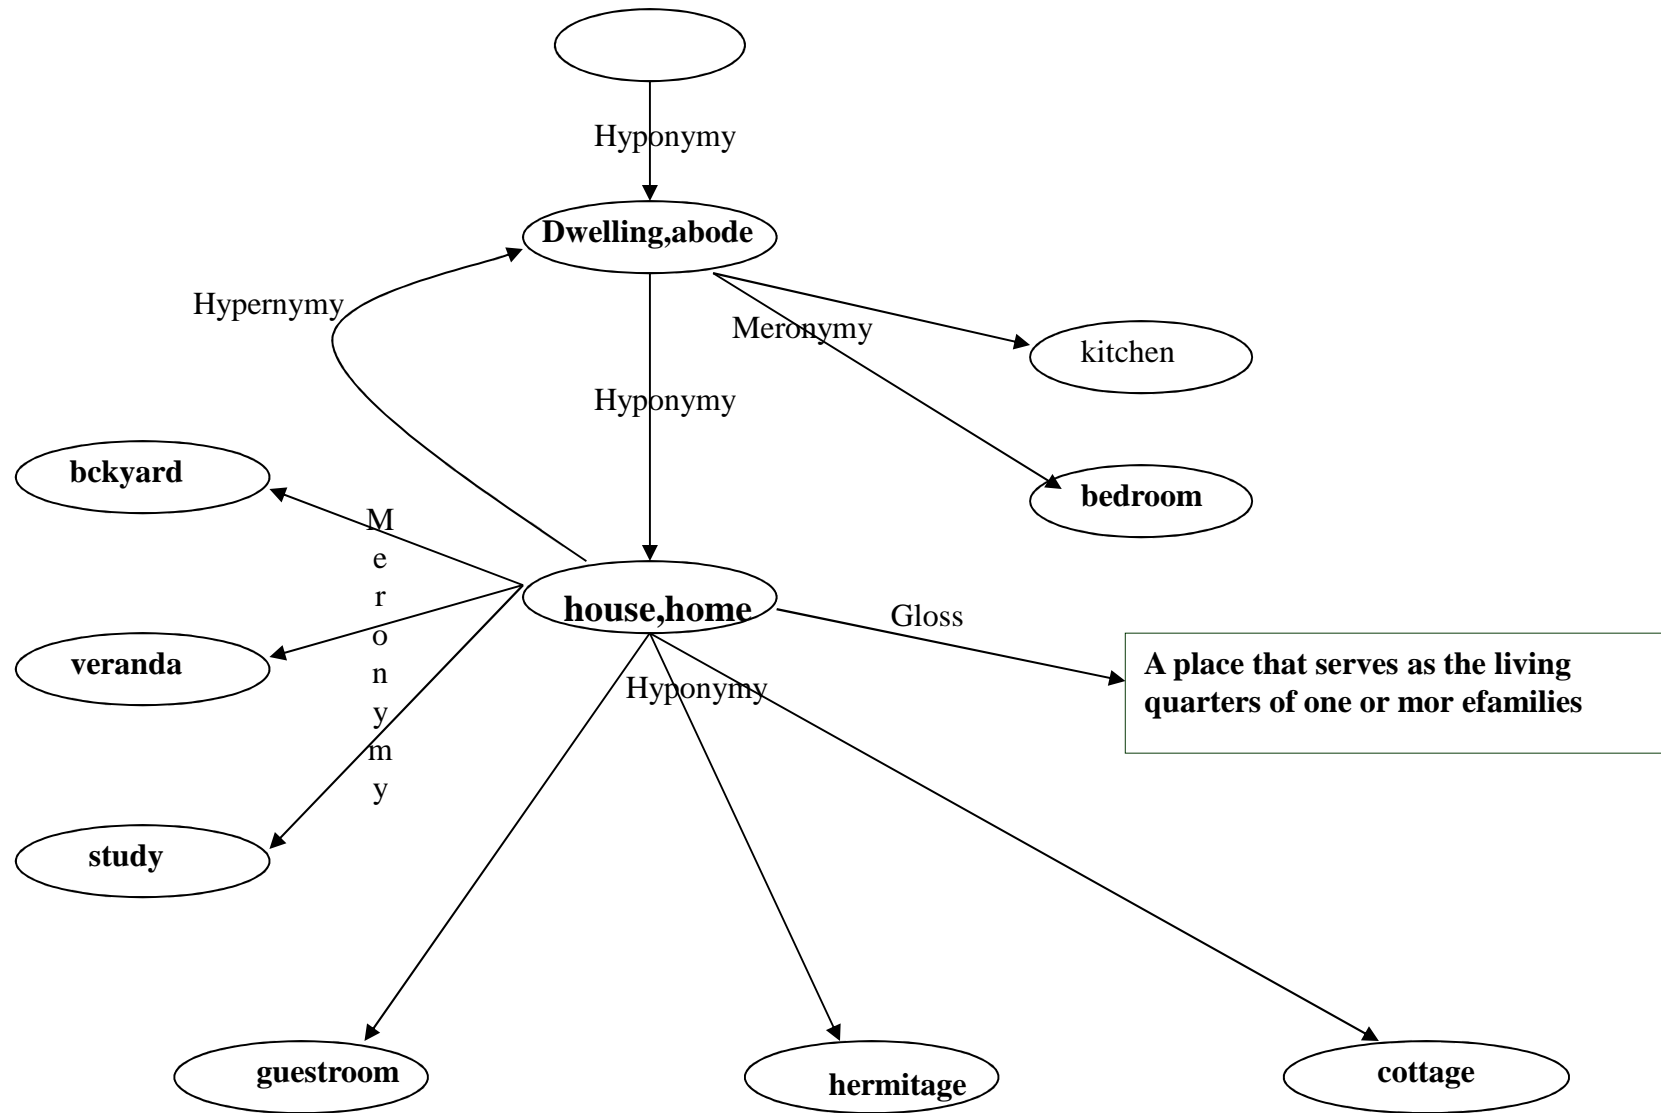 Hyponymy
Dwelling,abode
Hypernymy
Meronymy
kitchen
Hyponymy
bckyard
bedroom
M
e
r
o
n
y
m
y
house,home
Gloss
veranda
A place that serves as the living
quarters of one or mor efamilies
Hyponymy
study
guestroom
hermitage
cottage